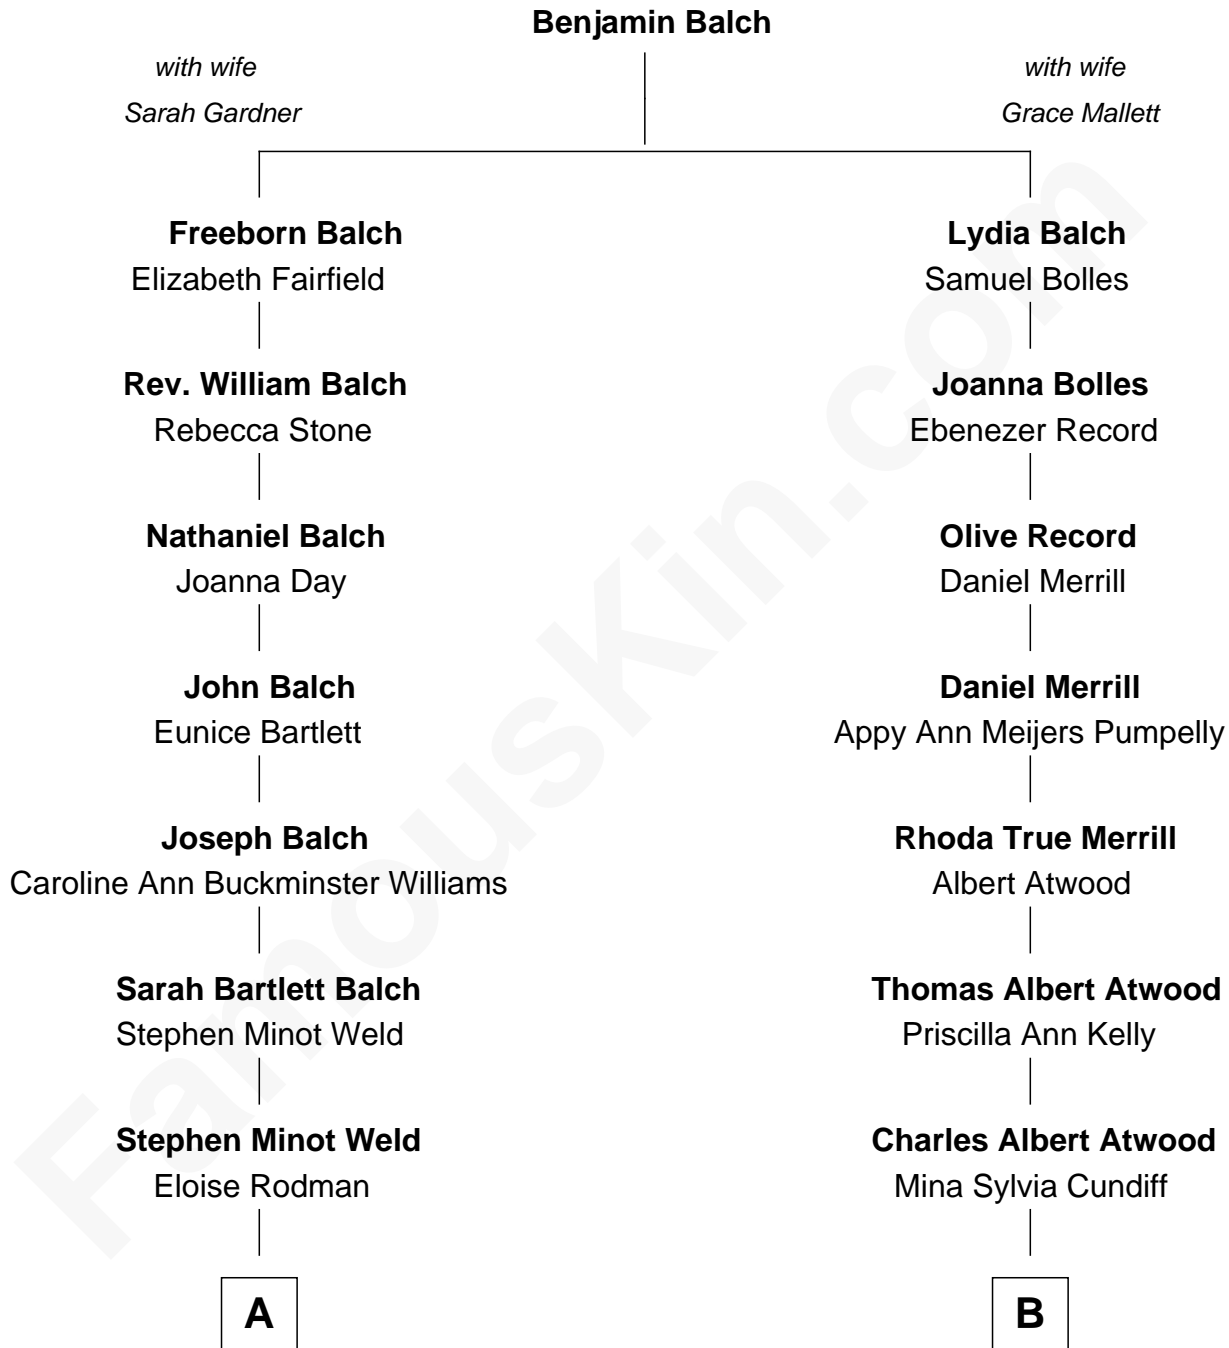 Benjamin Balch
with wife
Sarah Gardner
with wife
Grace Mallett
Freeborn Balch
Elizabeth Fairfield
Lydia Balch
Samuel Bolles
Rev. William Balch
Rebecca Stone
Joanna Bolles
Ebenezer Record
Nathaniel Balch
Joanna Day
Olive Record
Daniel Merrill
John Balch
Eunice Bartlett
Daniel Merrill
Appy Ann Meijers Pumpelly
Joseph Balch
Caroline Ann Buckminster Williams
Rhoda True Merrill
Albert Atwood
Sarah Bartlett Balch
Stephen Minot Weld
Thomas Albert Atwood
Priscilla Ann Kelly
Stephen Minot Weld
Eloise Rodman
Charles Albert Atwood
Mina Sylvia Cundiff
A
B
FamousKin.com